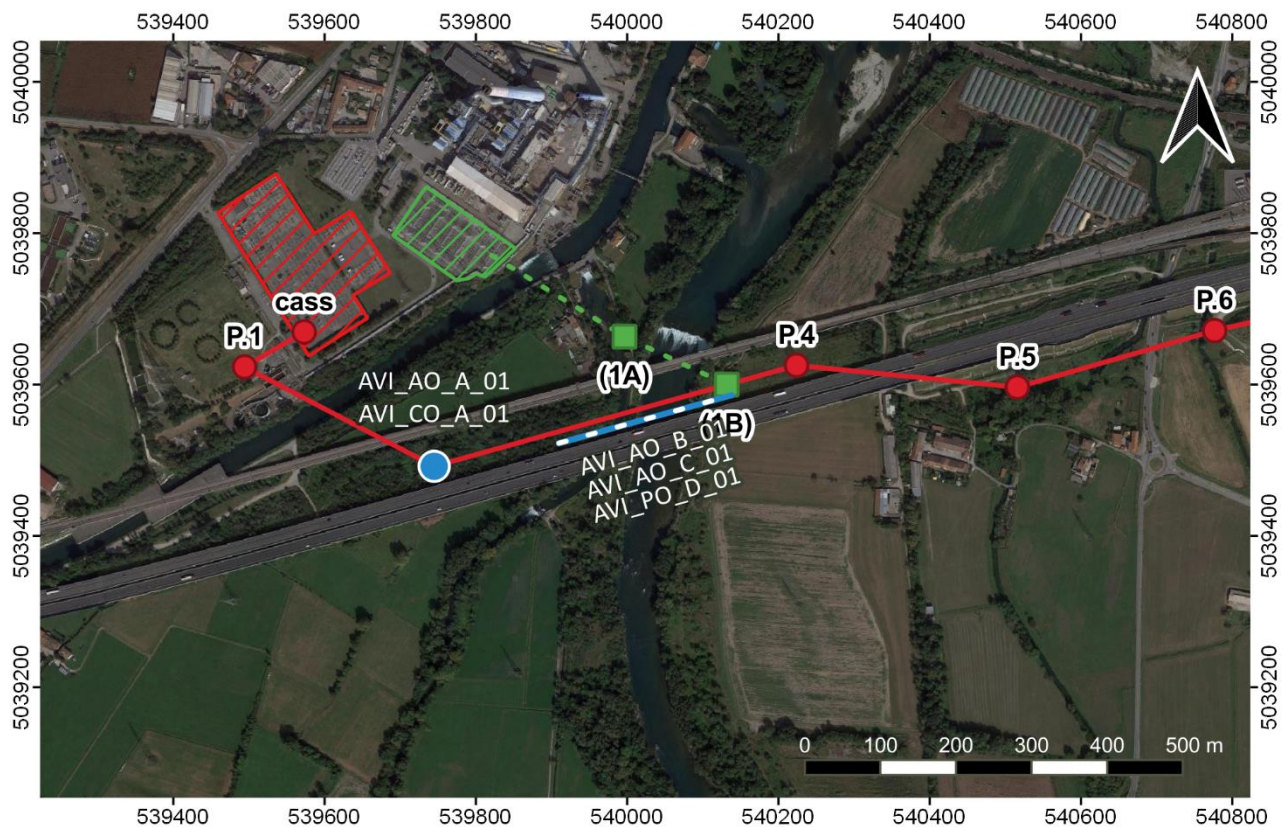 539400 539600 539800 540000 540200 540400 540600 540800
5040000 5040000
5039800 5039800
cass
P.1
P.4
P.6
P.5
5039600 5039600
(1A)
AVI_AO_A_01
AVI_CO_A_01
(1B)
AVI_AO_B_01
AVI_AO_C_01
AVI_PO_D_01
5039400 5039400
5039200 5039200
0 100 200 300 400 500 m
539400 539600 539800 540000 540200 540400 540600 540800